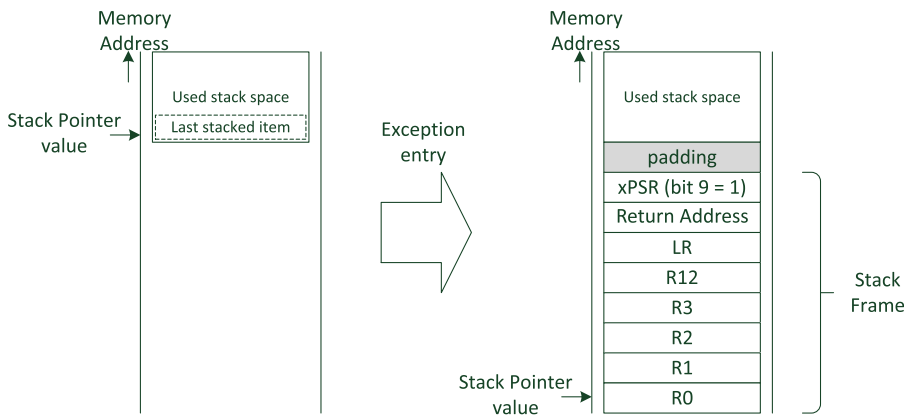 Memory
Address
Used stack space
Last stacked item
Stack Pointer
value
Exception
entry
Memory
Address
Used stack space
padding
xPSR (bit 9 = 1)
Return Address
LR
R12
R3
R2
R1
R0
Stack Pointer
value
Stack
Frame